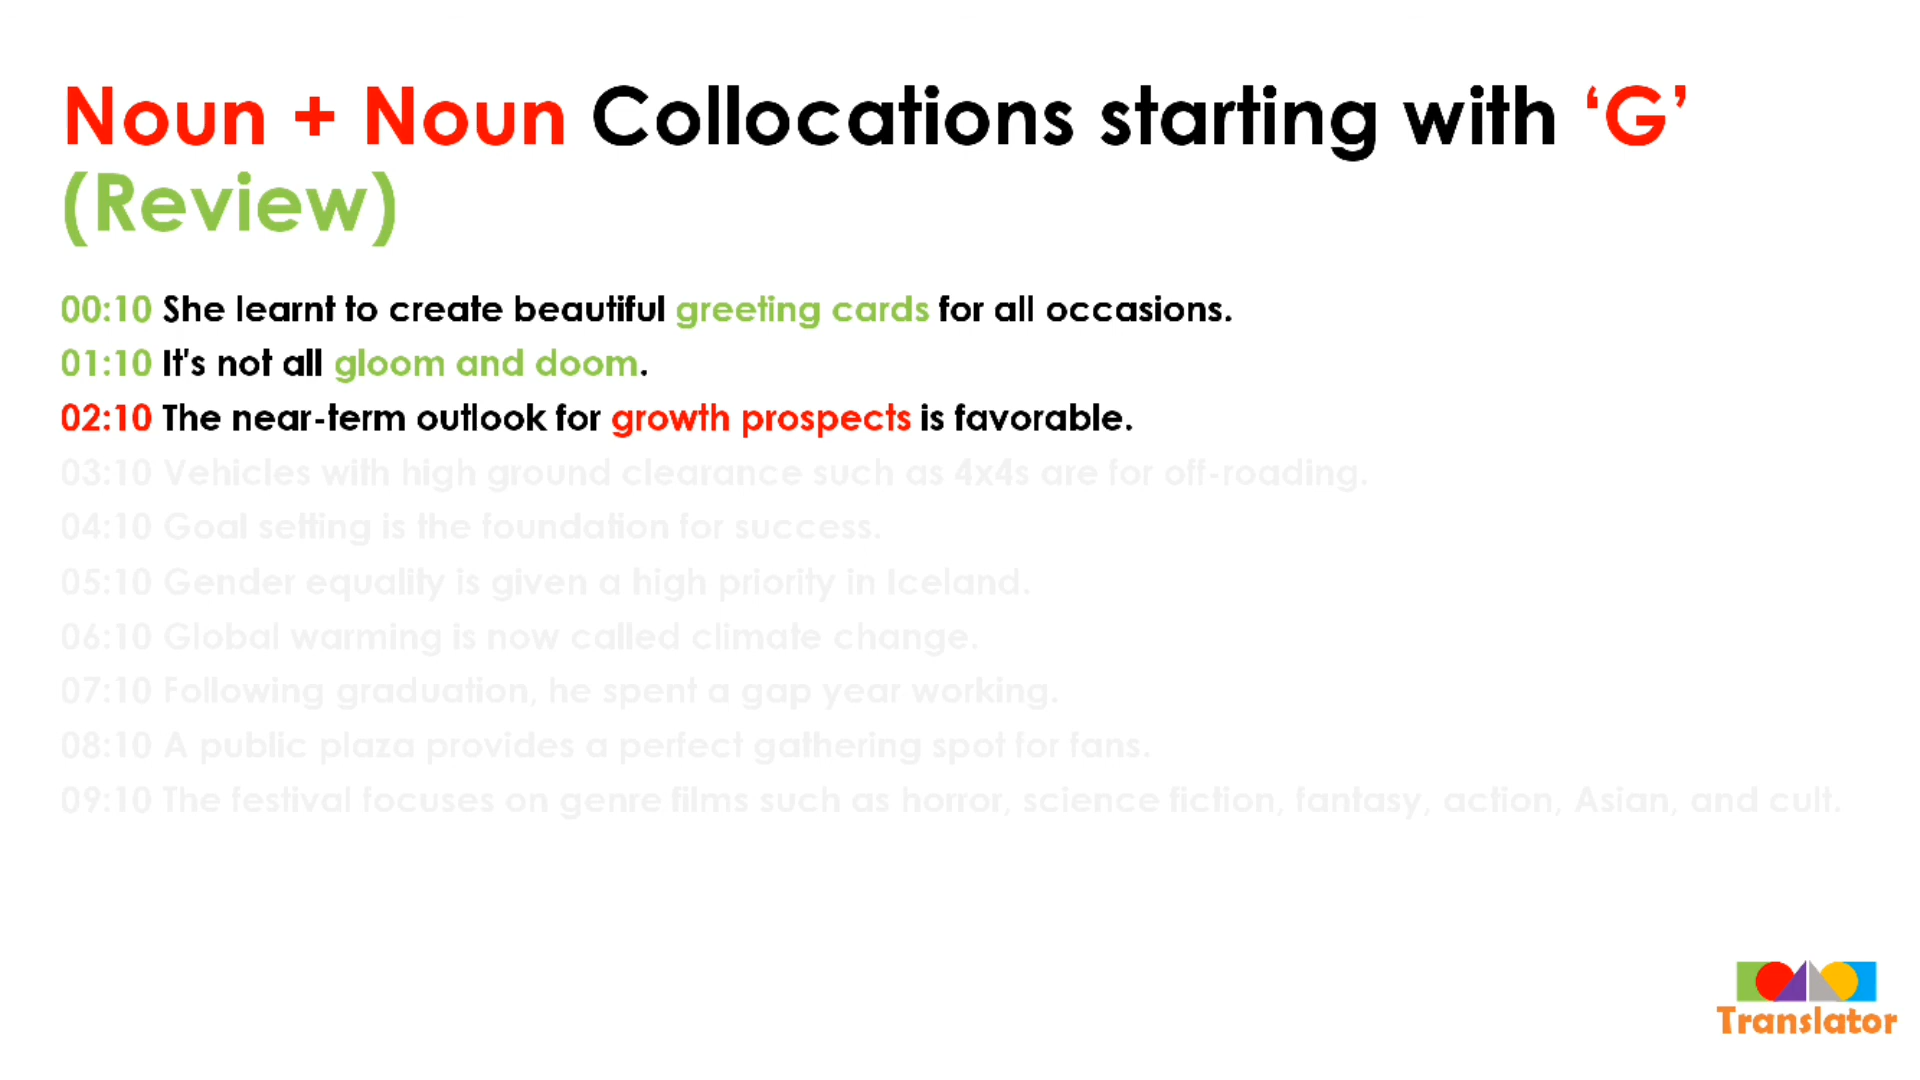 Noun + Noun Collocations starting with ‘G’
(Review)
00:10 She learnt to create beautiful greeting cards for all occasions.
01:10 It's not all gloom and doom.
02:10 The near-term outlook for growth prospects is favorable.
03:10 Vehicles with high ground clearance such as 4x4s are for off-roading.
04:10 Goal setting is the foundation for success.
05:10 Gender equality is given a high priority in Iceland.
06:10 Global warming is now called climate change.
07:10 Following graduation, he spent a gap year working.
08:10 A public plaza provides a perfect gathering spot for fans.
09:10 The festival focuses on genre films such as horror, science fiction, fantasy, action, Asian, and cult.
Translator